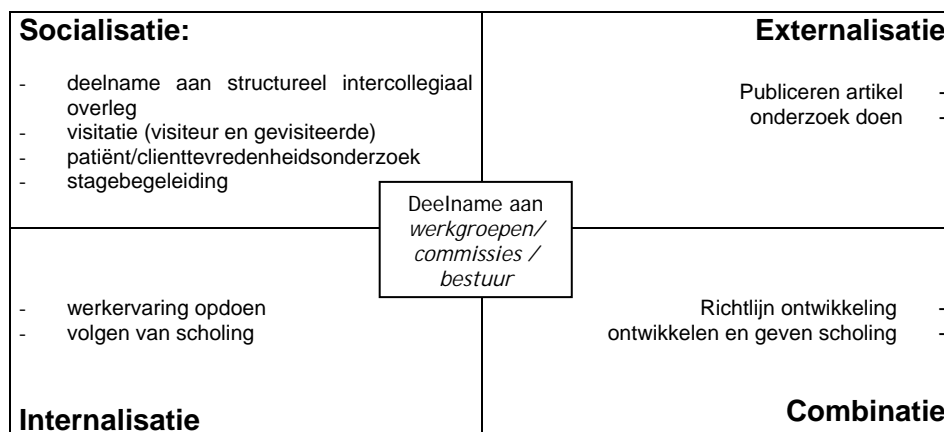 Socialisatie:
- deelname aan structureel intercollegiaal
overleg
- visitatie (visiteur en gevisiteerde)
- patiënt/clienttevredenheidsonderzoek
- stagebegeleiding
Externalisatie
Publiceren artikel -
onderzoek doen -
Deelname aan
werkgroepen/
commissies /
bestuur
- werkervaring opdoen
- volgen van scholing
Internalisatie
Richtlijn ontwikkeling -
ontwikkelen en geven scholing -
Combinatie